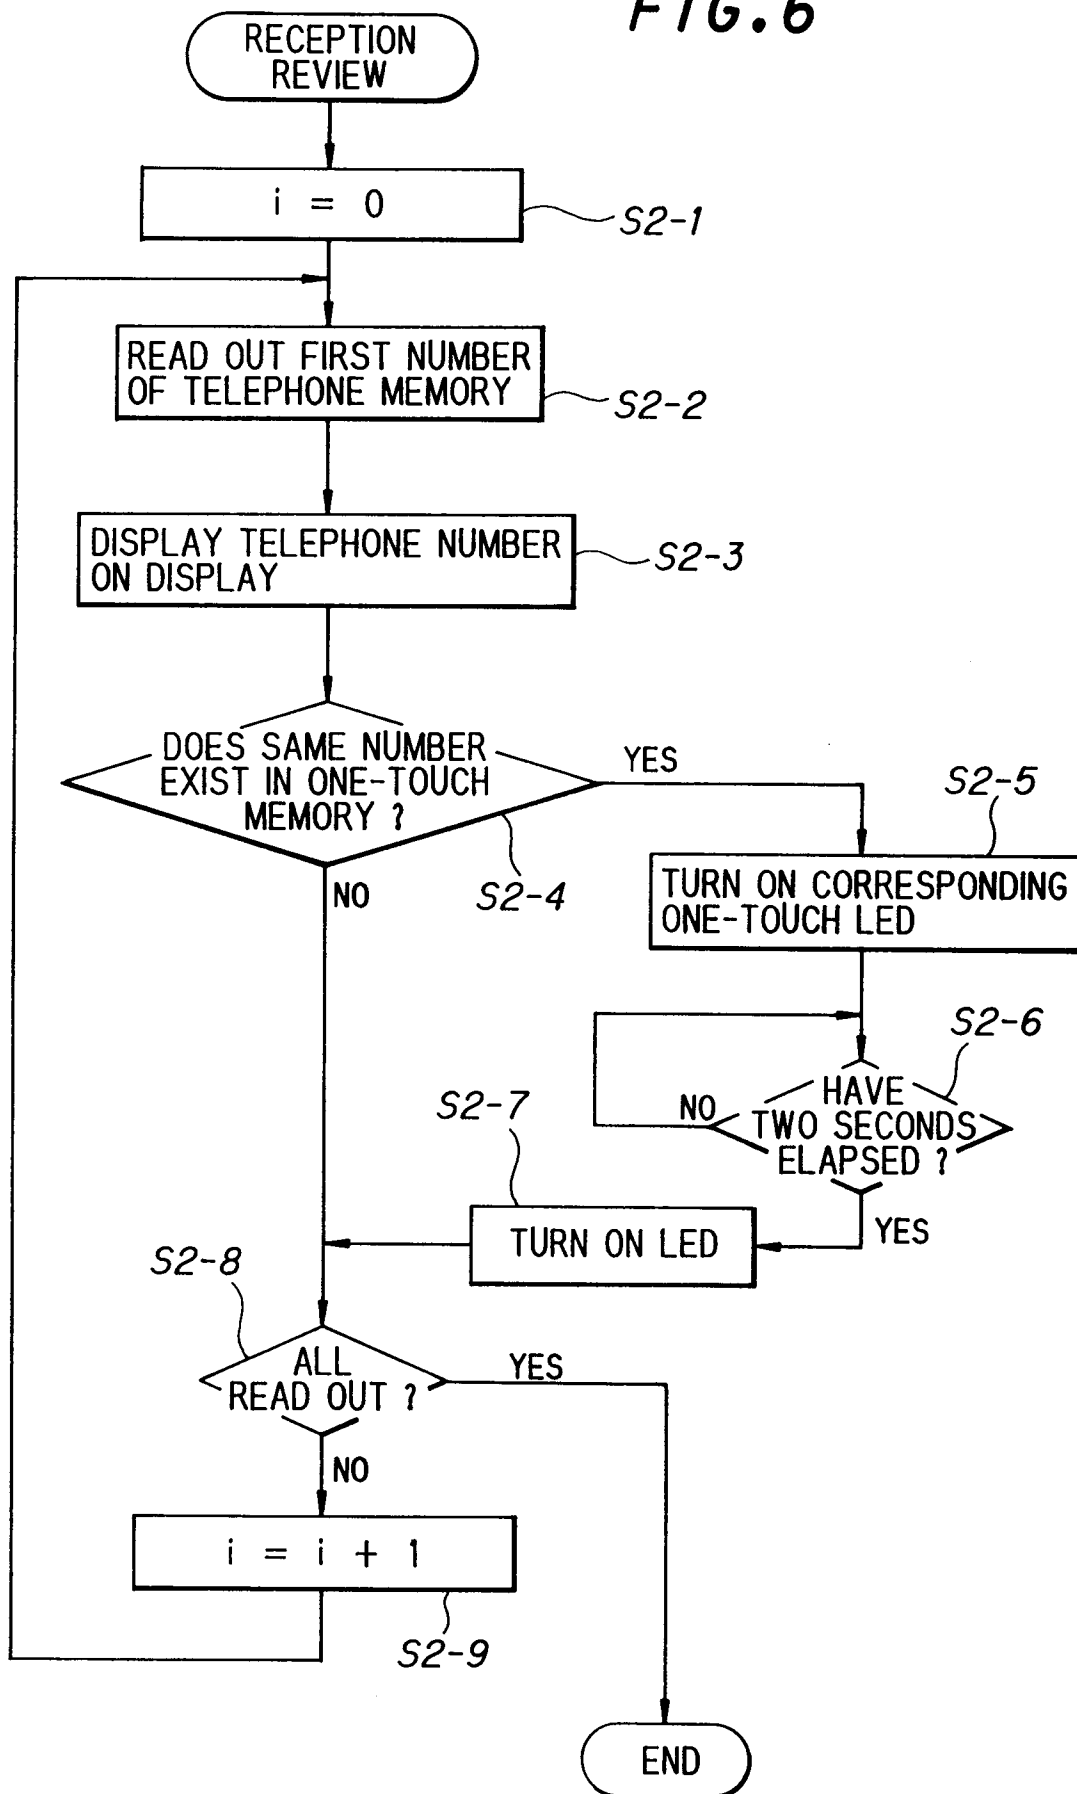 FIG.6
RECEPTION
REVIEW
i = 0
S2-1
READ OUT FIRST NUMBER
OF TELEPHONE MEMORY
S2-2
DISPLAY TELEPHONE NUMBER
ON DISPLAY
S2-3
DOES SAME NUMBER
EXIST IN ONE-TOUCH
MEMORY ?
YES
S2-4
NO
S2-5
TURN ON CORRESPONDING
ONE-TOUCH LED
S2-6
HAVE
TWO SECONDS
ELAPSED ?
NO
YES
S2-7
TURN ON LED
S2-8
ALL
READ OUT ?
YES
NO
i = i + 1
S2-9
END